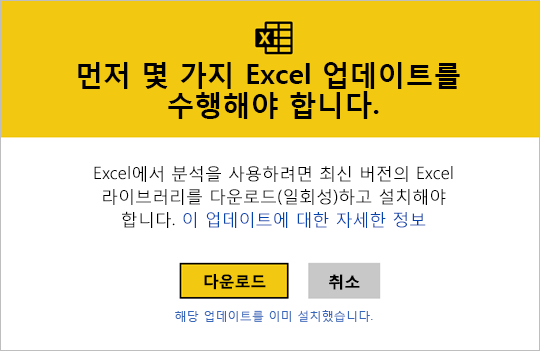 먼저 몇 가지 Excel 업데이트를
수행해야 합니다.
Excel에서 분석을 사용하려면 최신 버전의 Excel
라이브러리를 다운로드(일회성)하고 설치해야
합니다. 이 업데이트에 대한 자세한 정보
다운로드 취소
해당 업데이트를 이미 설치했습니다.